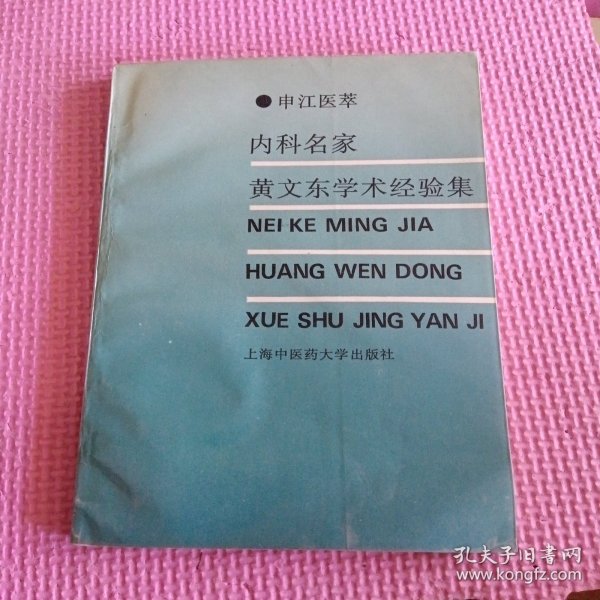 ● 申江医萃
内科名家
黄文东学术经验集
NEI KE MING JIA
HUANG WEN DONG
XUE SHU JING YAN JI
上海中医药大学出版社
孔夫子旧書网
www.kongfz.com